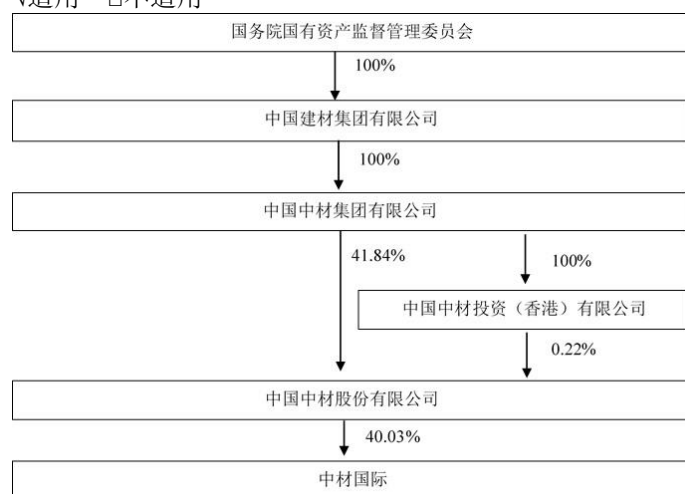 √适用 □不适用
国务院国有资产监督管理委员会
100%
中国建材集团有限公司
100%
中国中材集团有限公司
41.84%
100%
中国中材投资（香港）有限公司
0.22%
中国中材股份有限公司
40.03%
中材国际